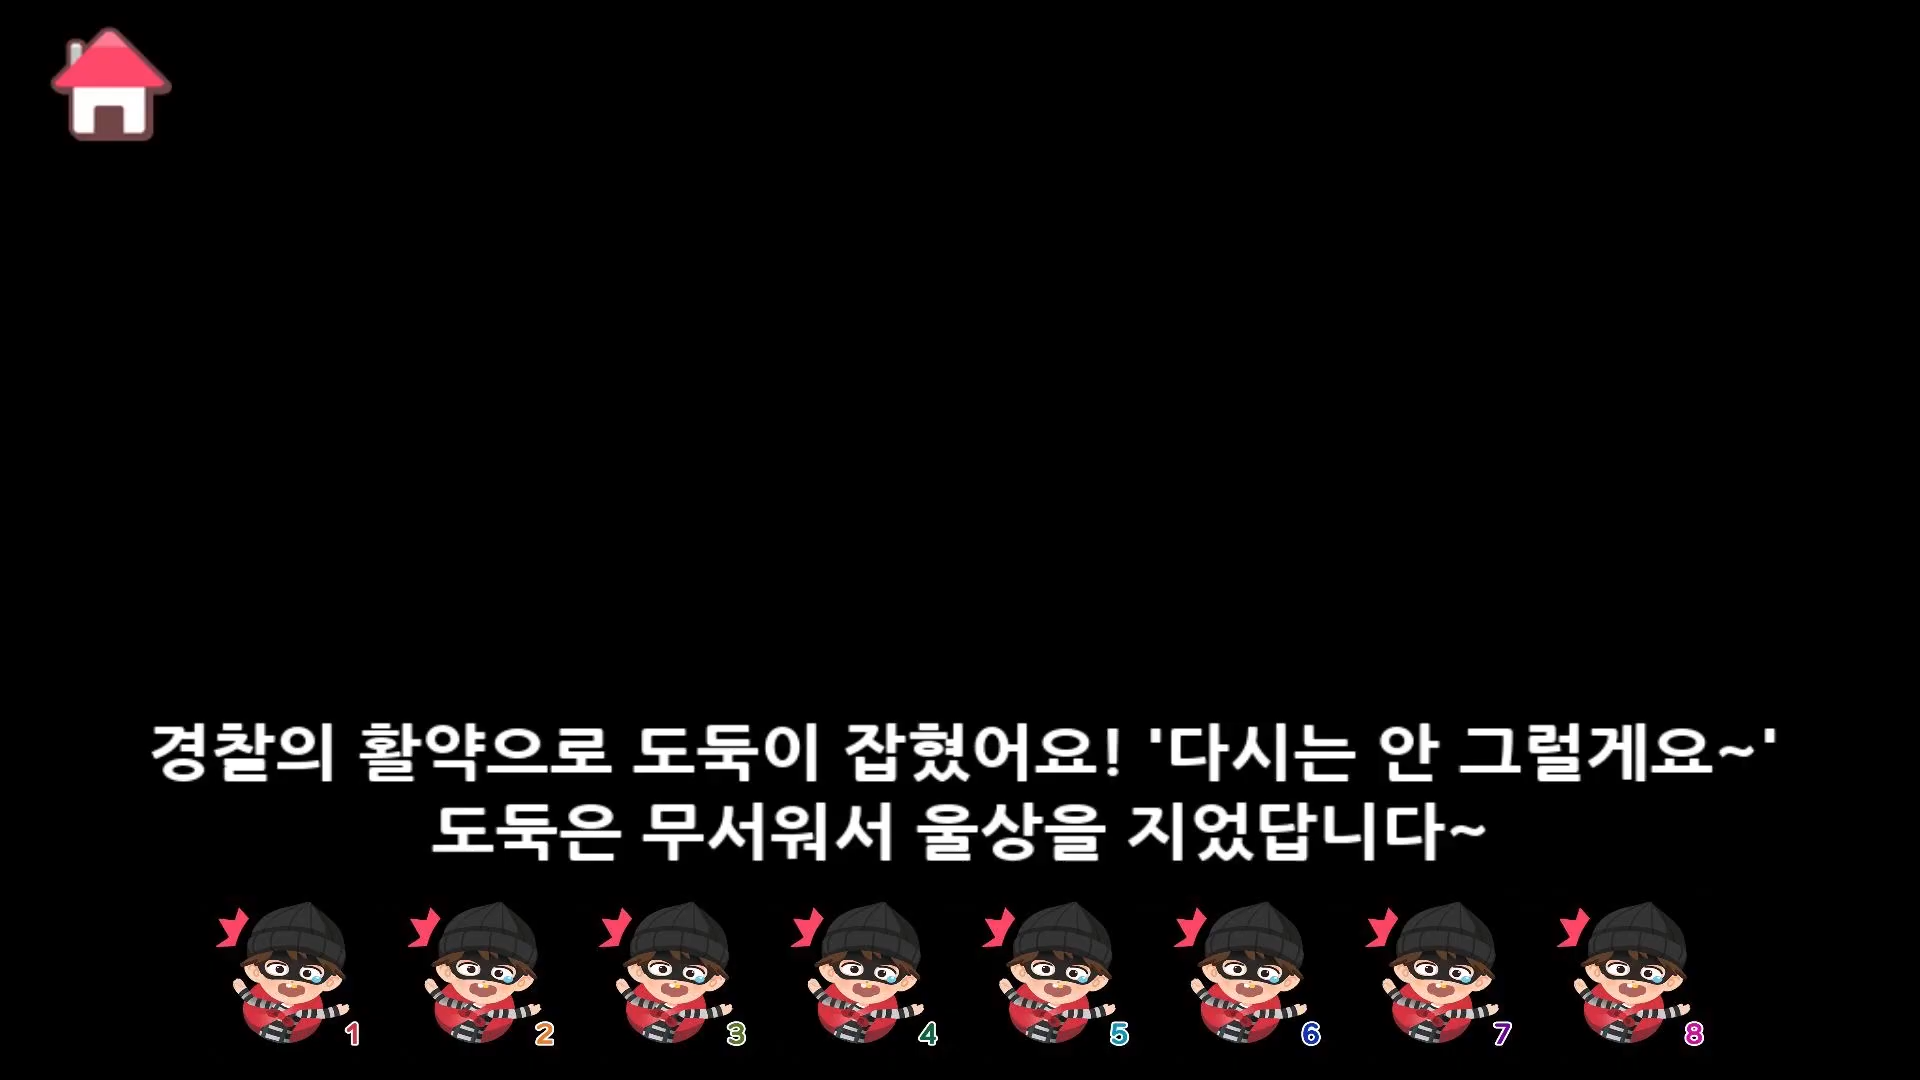 경찰의 활약으로 도둑이 잡혔어요! '다시는 안 그럴게요~'
도둑은 무서워서 울상을 지었답니다~
1 2 3 4 5 6 7 8